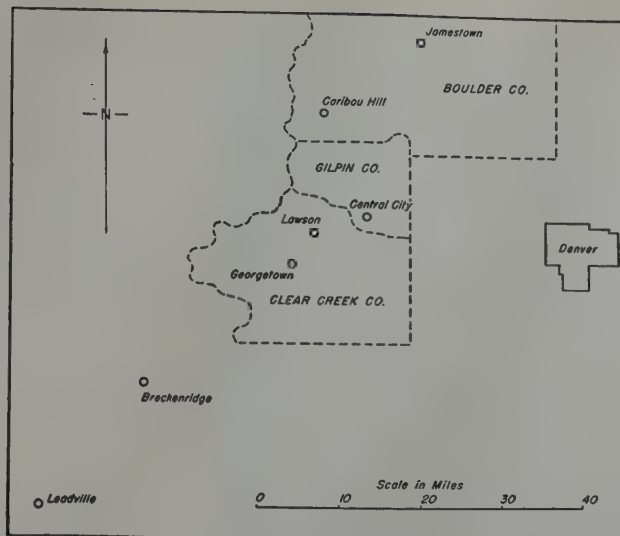 Jamestown
BOULDER CO.
Caribou Hill
N
GILPIN CO.
Central City
Lawson
Denver
Georgetown
CLEAR CREEK CO.
Breckenridge
Leadville
Scale in Miles
0 10 20 30 40